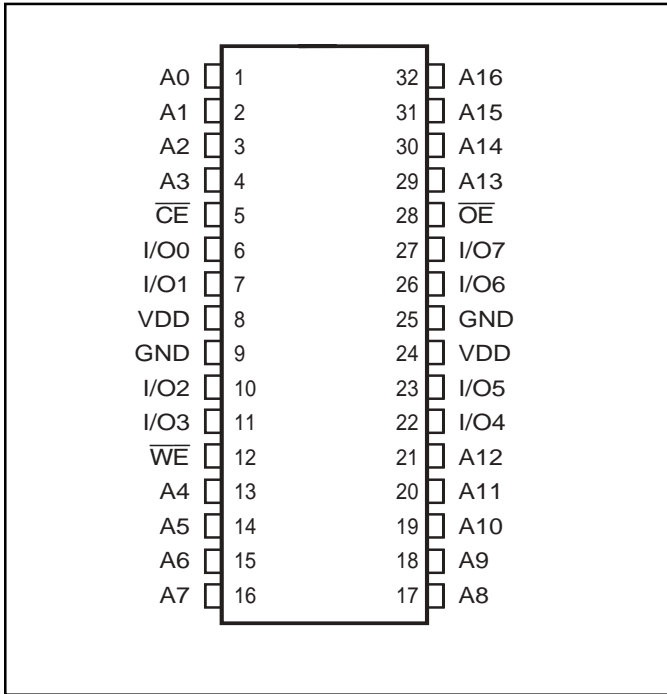 A0 1 32 A16
A1 2 31 A15
A2 3 30 A14
A3 4 29 A13
C̅E̅ 5 28 O̅E̅
I/O0 6 27 I/O7
I/O1 7 26 I/O6
VDD 8 25 GND
GND 9 24 VDD
I/O2 10 23 I/O5
I/O3 11 22 I/O4
W̅E̅ 12 21 A12
A4 13 20 A11
A5 14 19 A10
A6 15 18 A9
A7 16 17 A8